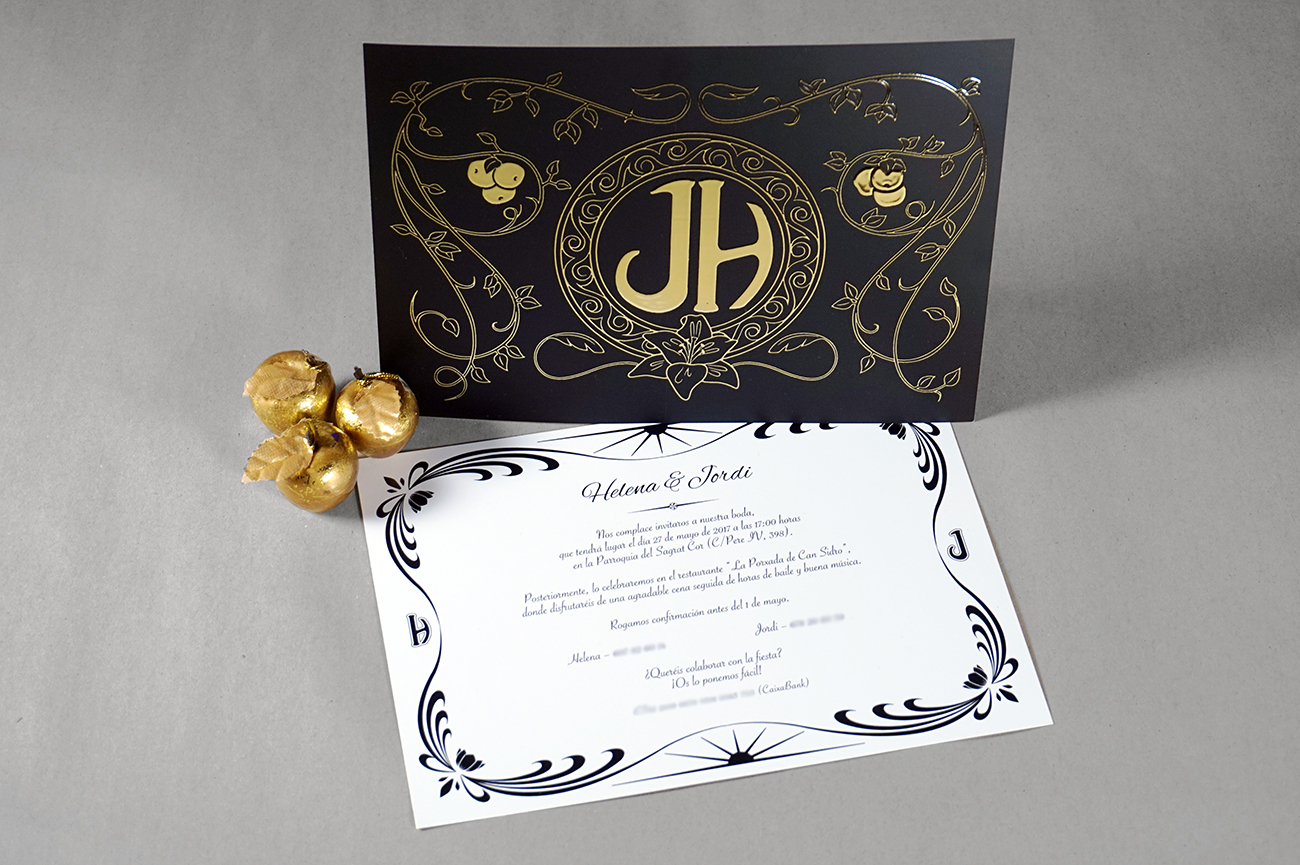 JH
Helena & Jordi
Nos complace invitaros a nuestra boda,
que tendrá lugar el día 27 de mayo de 2017 a las 17:00 horas
en la Parroquia del Sagrat Cor (C/Pere IV, 398).
Posteriormente, lo celebraremos en el restaurante "La Porxada de Can Sidro",
donde disfrutaréis de una agradable cena seguida de horas de baile y buena música.
Rogamos confirmación antes del 1 de mayo.
Helena –
Jordi –
¿Queréis colaborar con la fiesta?
¡Os lo ponemos fácil!
(CaixaBank)
H
J